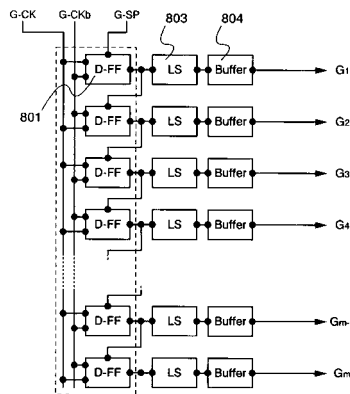 G-CK G-CKb G-SP 803 804
D-FF LS Buffer G1
801
D-FF LS Buffer G2
D-FF LS Buffer G3
D-FF LS Buffer G4
D-FF LS Buffer Gm-
D-FF LS Buffer Gm